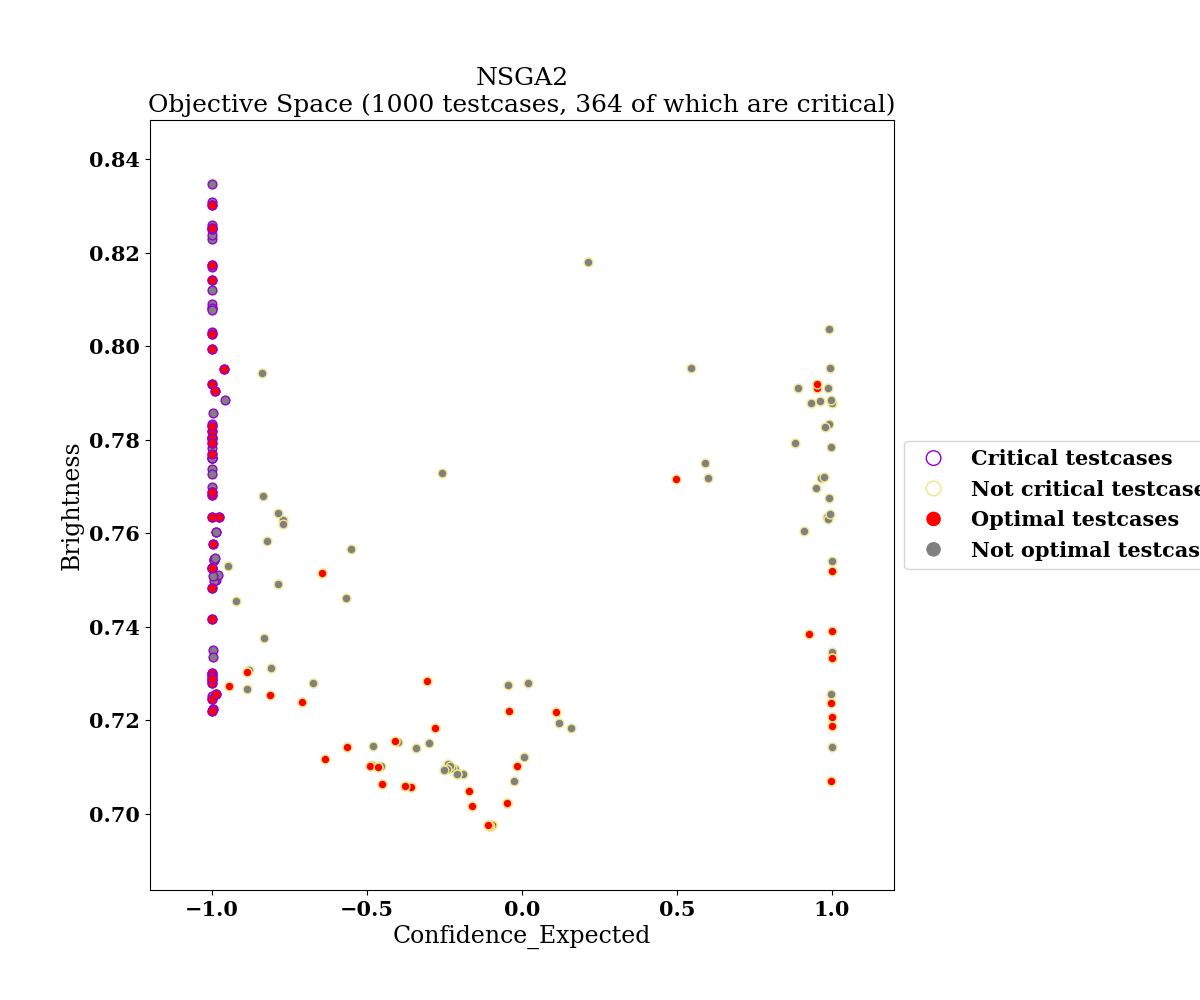 NSGA2
Objective Space (1000 testcases, 364 of which are critical)
0.84
0.82
0.80
0.78
0.76
0.74
0.72
0.70
Brightness
−1.0
−0.5
0.0
0.5
1.0
Confidence_Expected
Critical testcases
Not critical testcase
Optimal testcases
Not optimal testcas